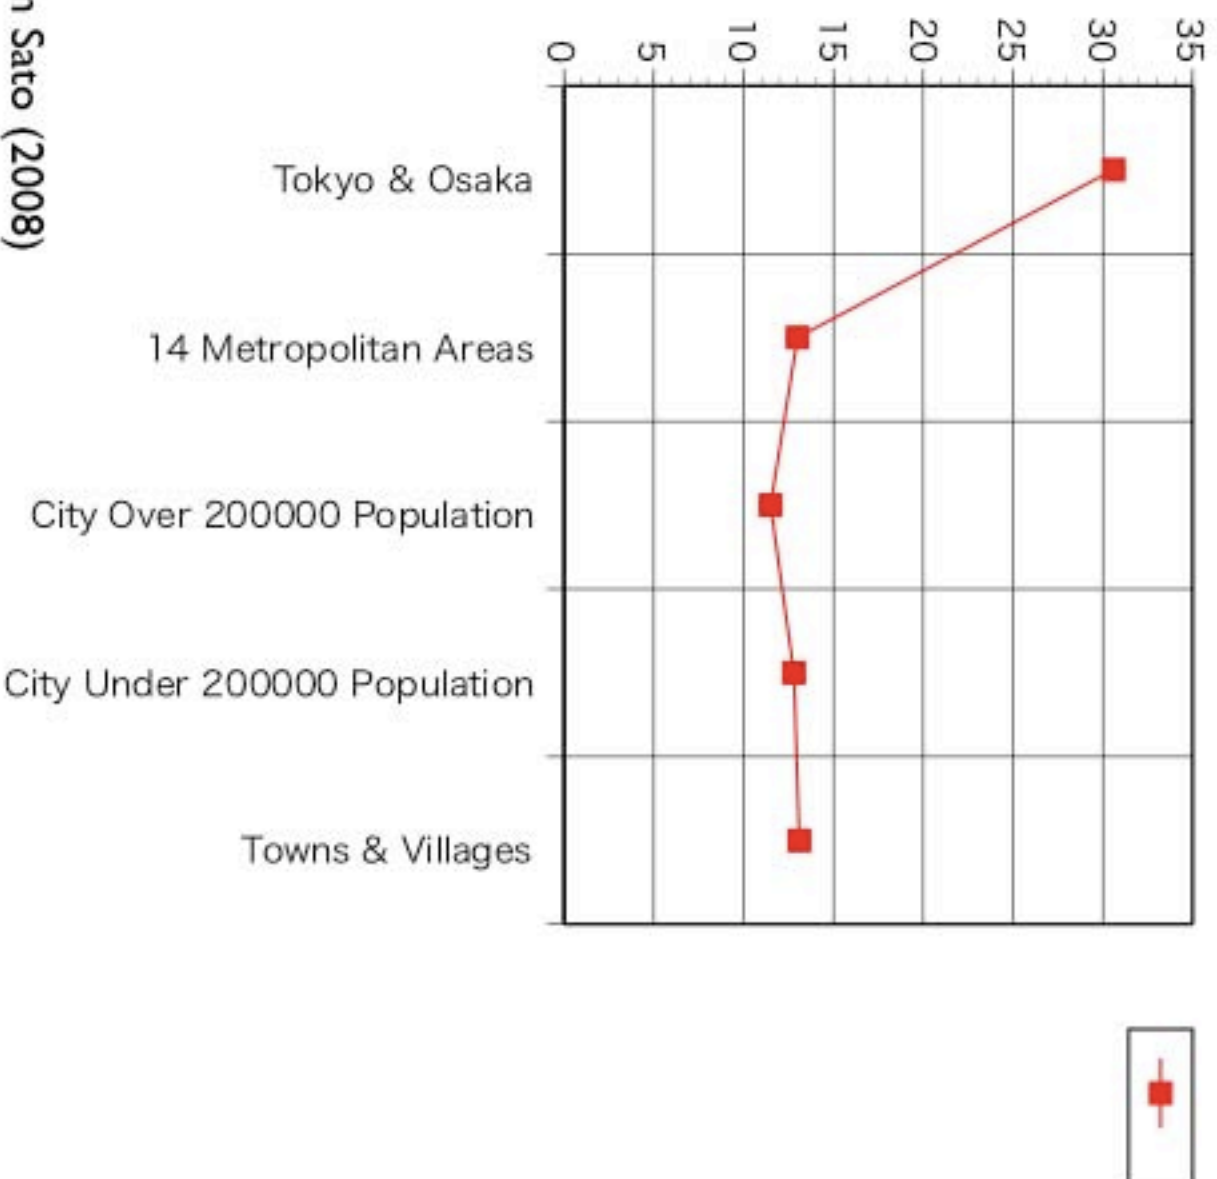 0 5 10 15 20 25 30 35
Tokyo & Osaka
14 Metropolitan Areas
City Over 200000 Population
City Under 200000 Population
Towns & Villages
Sato (2008)